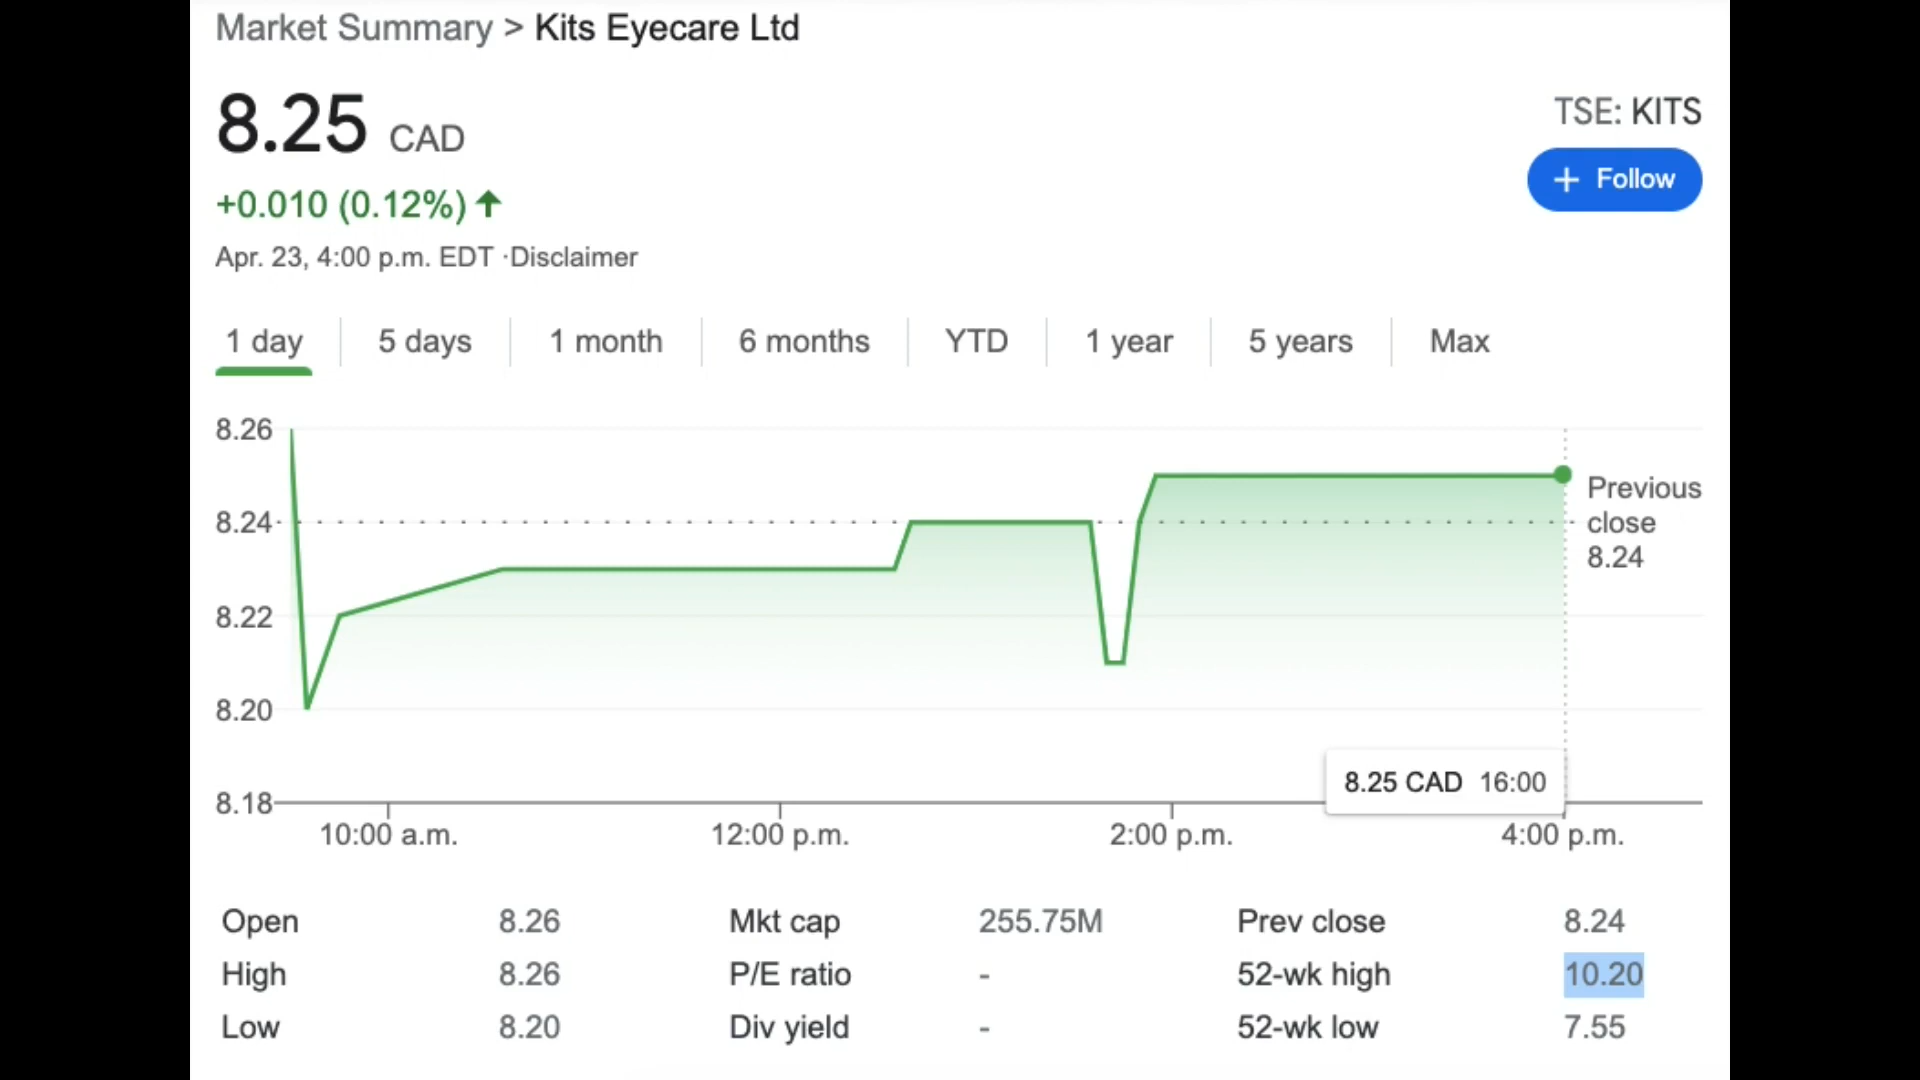 Market Summary > Kits Eyecare Ltd
8.25 CAD
TSE: KITS
+ Follow
+0.010 (0.12%)
Apr. 23, 4:00 p.m. EDT ·Disclaimer
1 day 5 days 1 month 6 months YTD 1 year 5 years Max
8.26
8.24
8.22
8.20
8.18
Previous
close
8.24
8.25 CAD 16:00
10:00 a.m. 12:00 p.m. 2:00 p.m. 4:00 p.m.
Open 8.26 Mkt cap 255.75M Prev close 8.24
High 8.26 P/E ratio - 52-wk high 10.20
Low 8.20 Div yield - 52-wk low 7.55